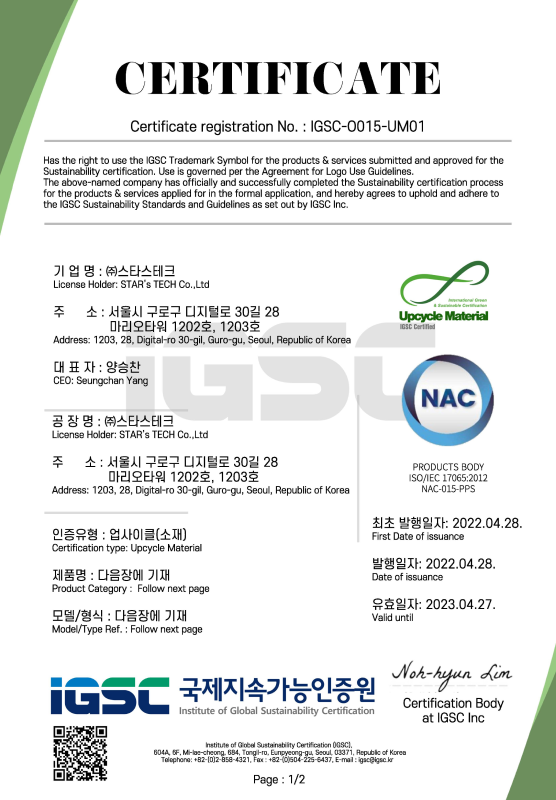 CERTIFICATE
Certificate registration No. : IGSC-O015-UM01
Has the right to use the IGSC Trademark Symbol for the products & services submitted and approved for the
Sustainability certification. Use is governed per the Agreement for Logo Use Guidelines.
The above-named company has officially and successfully completed the Sustainability certification process
for the products & services applied for in the formal application, and hereby agrees to uphold and adhere to
the IGSC Sustainability Standards and Guidelines as set out by IGSC Inc.
IGSC
기 업 명 : ㈜스타스테크
License Holder: STAR's TECH Co.,Ltd
주 소 : 서울시 구로구 디지털로 30길 28
마리오타워 1202호, 1203호
Address: 1203, 28, Digital-ro 30-gil, Guro-gu, Seoul, Republic of Korea
대 표 자 : 양승찬
CEO: Seungchan Yang
공 장 명 : ㈜스타스테크
License Holder: STAR's TECH Co.,Ltd
주 소 : 서울시 구로구 디지털로 30길 28
마리오타워 1202호, 1203호
Address: 1203, 28, Digital-ro 30-gil, Guro-gu, Seoul, Republic of Korea
인증유형 : 업사이클(소재)
Certification type: Upcycle Material
제품명 : 다음장에 기재
Product Category : Follow next page
모델/형식 : 다음장에 기재
Model/Type Ref. : Follow next page
International Green
& Sustainable Certification
Upcycle Material
IGSC Certified
NAC
PRODUCTS BODY
ISO/IEC 17065:2012
NAC-015-PPS
최초 발행일자: 2022.04.28.
First Date of issuance
발행일자: 2022.04.28.
Date of issuance
유효일자: 2023.04.27.
Valid until
IGSC 국제지속가능인증원
Institute of Global Sustainability Certification
Noh-hyun Lim
Certification Body
at IGSC Inc
Institute of Global Sustainability Certification (IGSC),
604A, 6F, Mi-lae-cheong, 684, Tongil-ro, Eunpyeong-gu, Seoul, 03371, Republic of Korea
Telephone: +82-(0)2-858-4321, Fax : +82-(0)504-225-6437, E-mail : igsc@igsc.kr
Page : 1/2